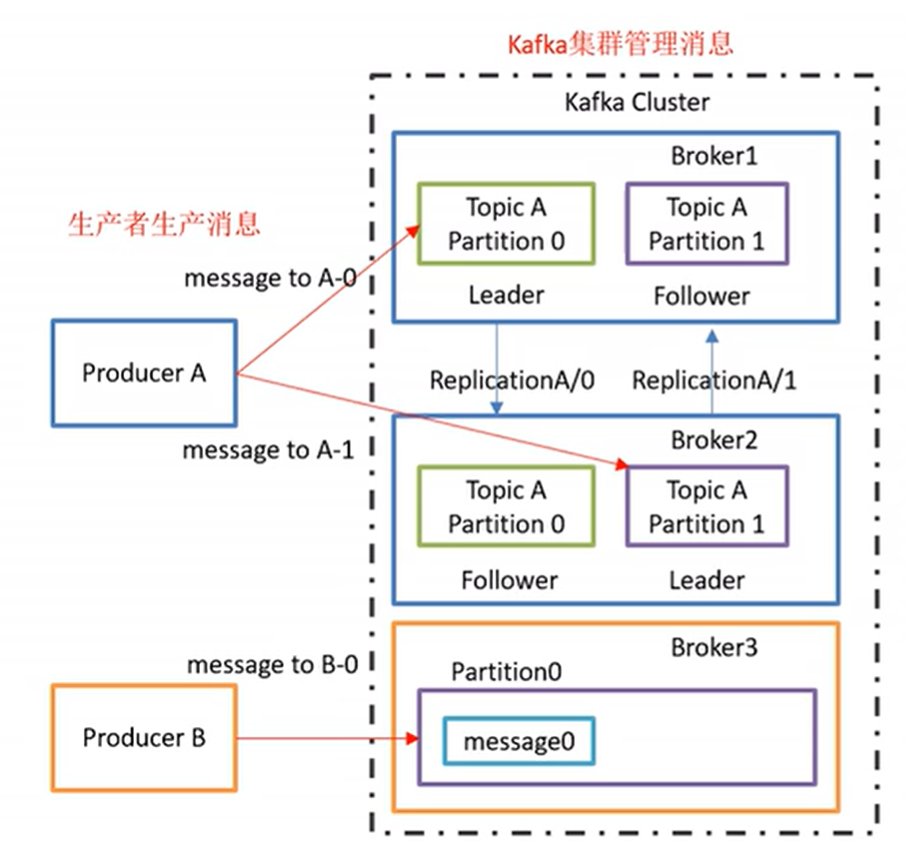 Kafka集群管理消息
Kafka Cluster
Broker1
Topic A
Partition 0
Topic A
Partition 1
Leader
Follower
生产者生产消息
message to A-0
Producer A
message to A-1
ReplicationA/0
ReplicationA/1
Broker2
Topic A
Partition 0
Topic A
Partition 1
Follower
Leader
Broker3
message to B-0
Partition0
Producer B
message0